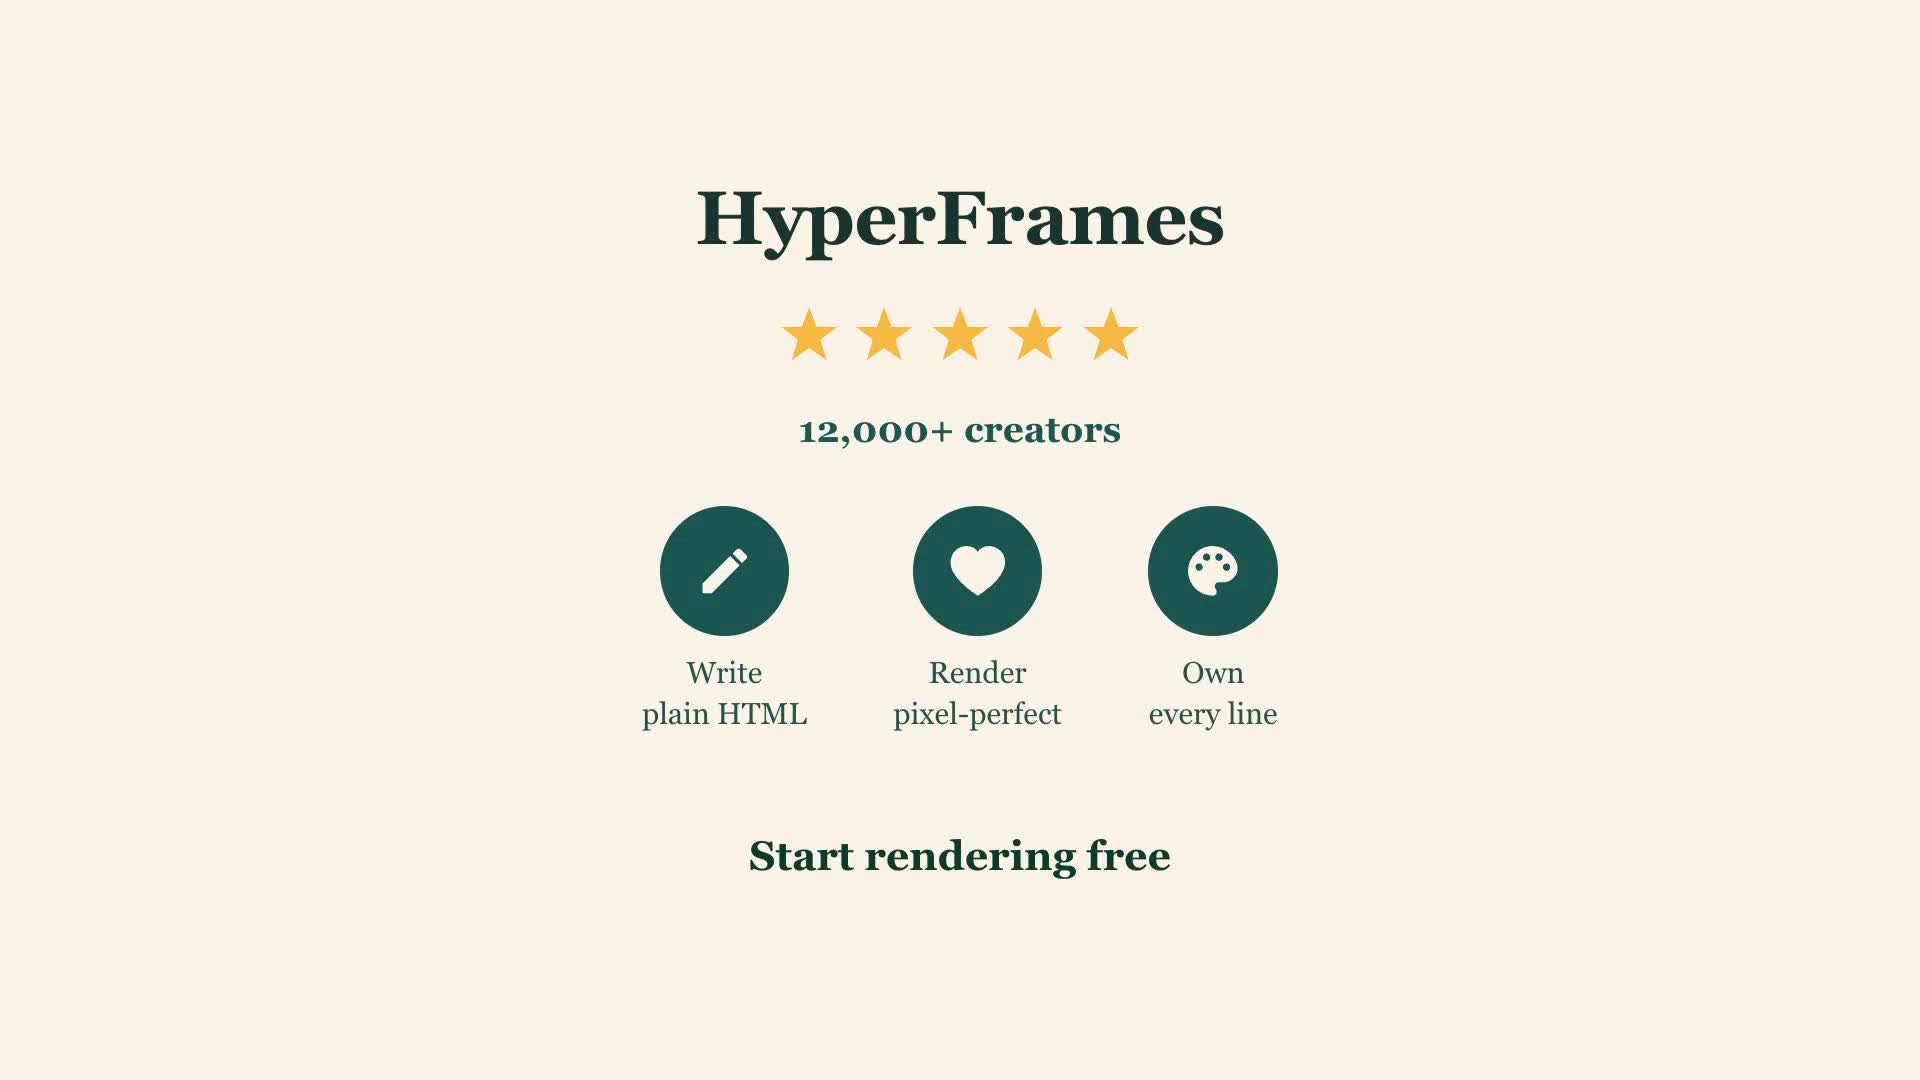 HyperFrames
12,000+ creators
Write
plain HTML
Render
pixel-perfect
Own
every line
Start rendering free